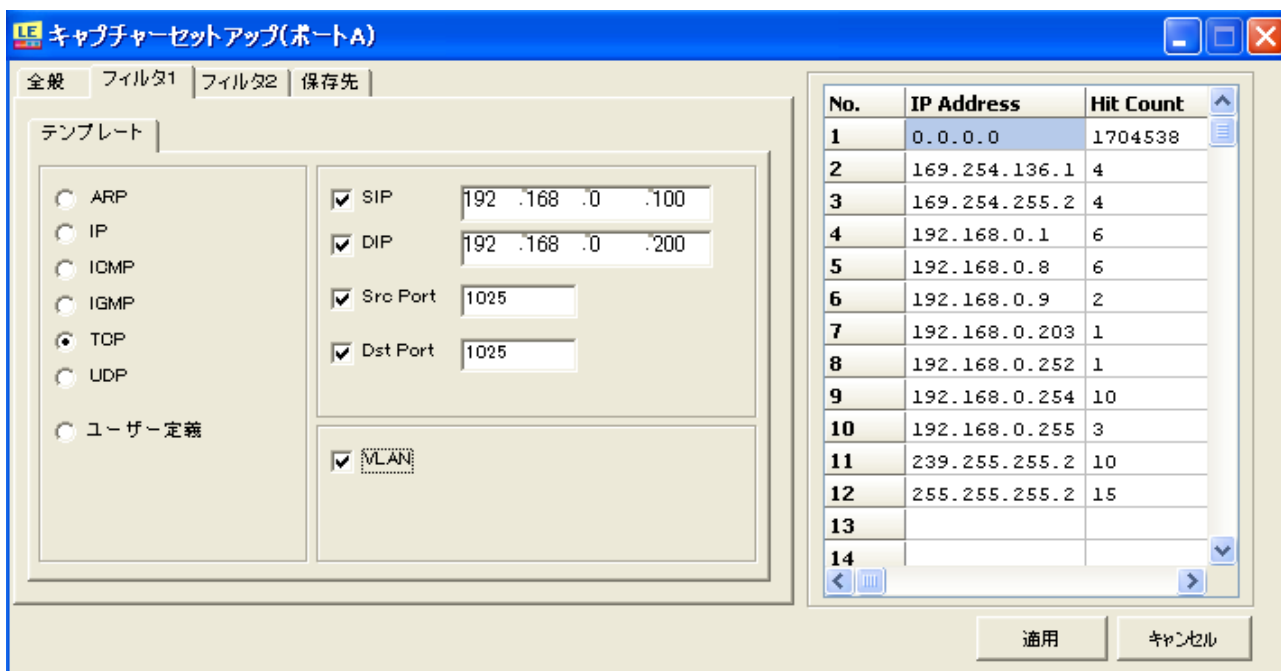 LE キャプチャーセットアップ(ポートA)
全般 フィルタ1 フィルタ2 保存先
テンプレート
ARP
IP
ICMP
IGMP
TCP
UDP
ユーザー定義
SIP 192 .168 .0 .100
DIP 192 .168 .0 .200
Src Port 1025
Dst Port 1025
VLAN
No. IP Address Hit Count
1 0.0.0.0 1704538
2 169.254.136.1 4
3 169.254.255.2 4
4 192.168.0.1 6
5 192.168.0.8 6
6 192.168.0.9 2
7 192.168.0.203 1
8 192.168.0.252 1
9 192.168.0.254 10
10 192.168.0.255 3
11 239.255.255.2 10
12 255.255.255.2 15
13
14
適用 キャンセル